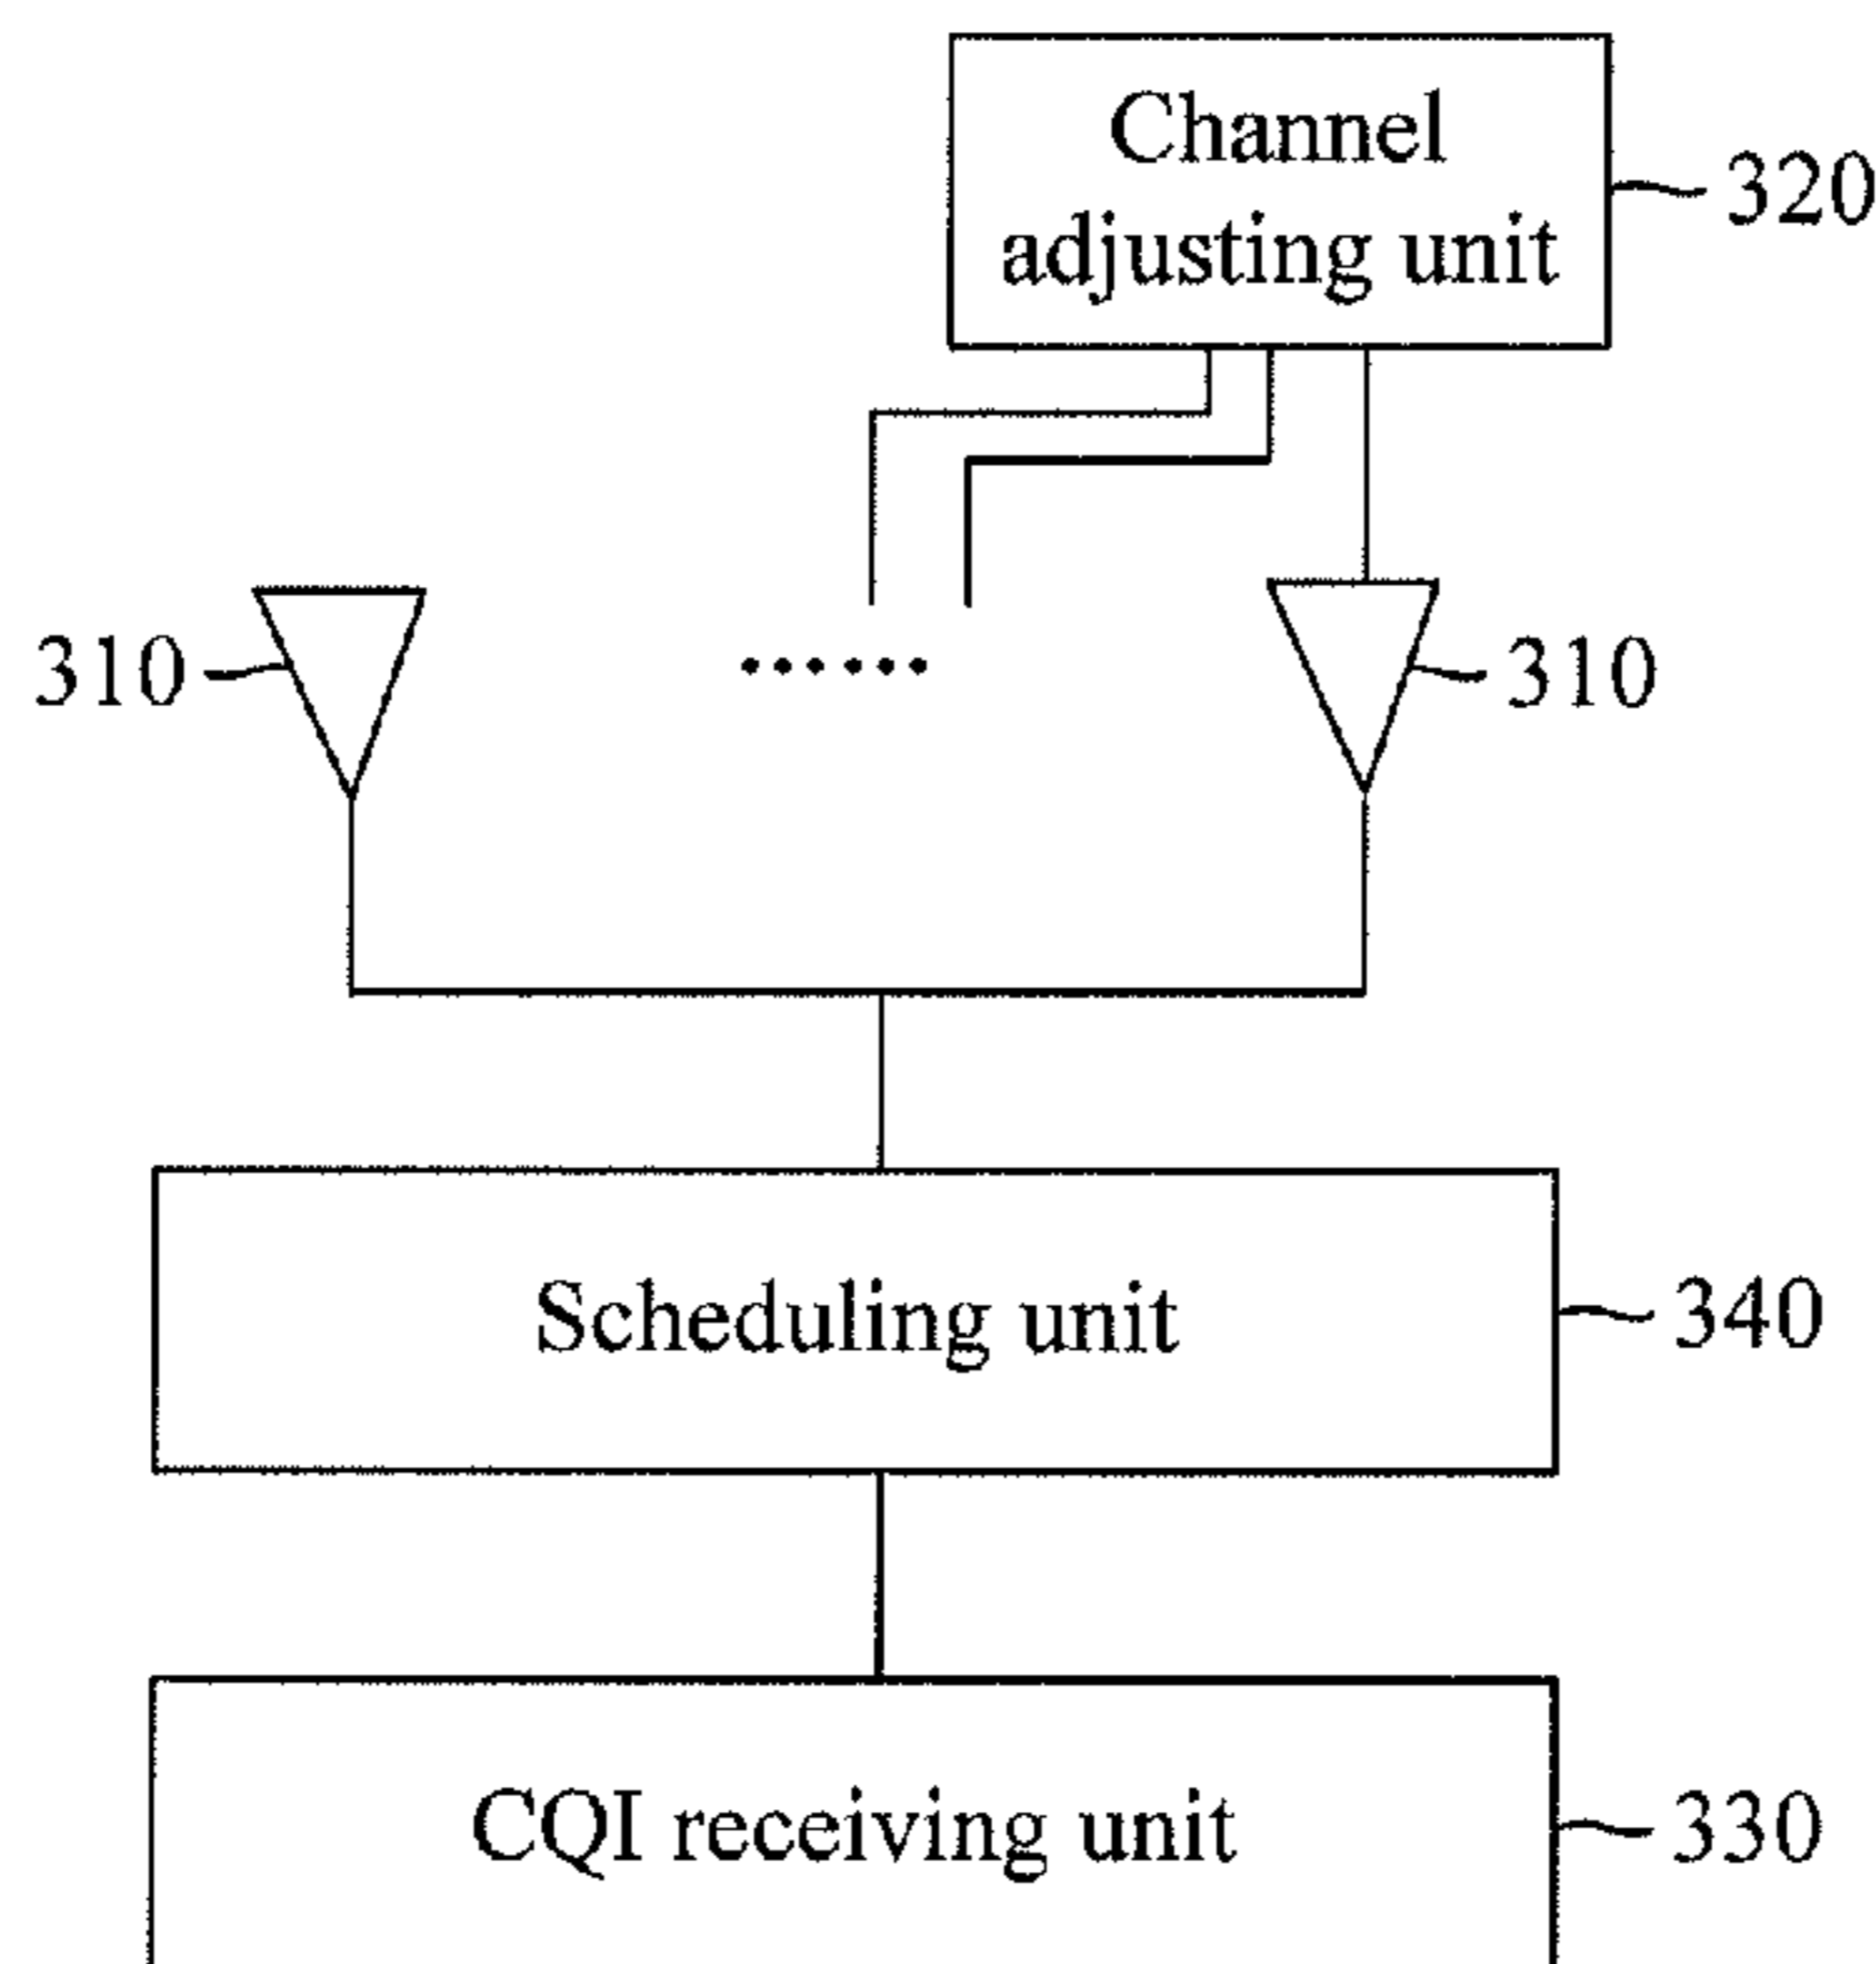 Channel
adjusting unit
320
310
......
310
Scheduling unit
340
CQI receiving unit
330